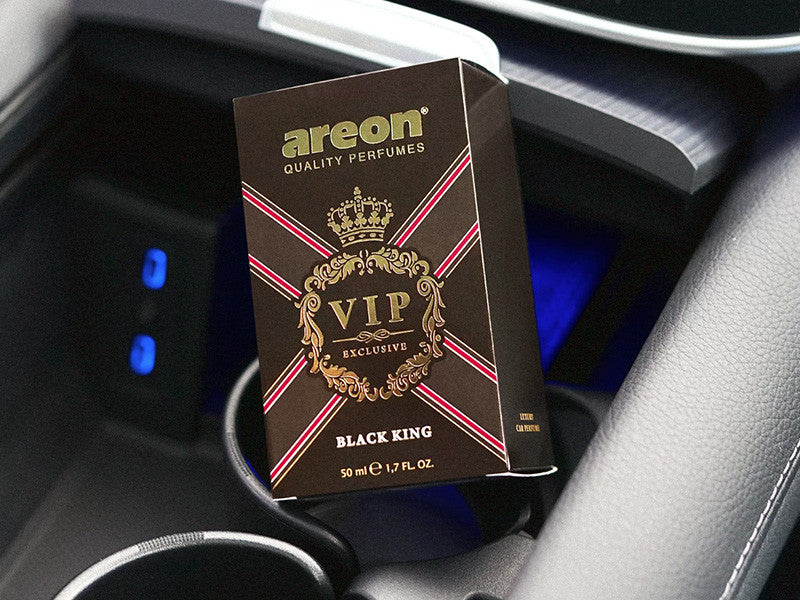 areon®
QUALITY PERFUMES
VIP
EXCLUSIVE
BLACK KING
50 ml ℮ 1,7 FL. OZ.
LUXURY
CAR PERFUME